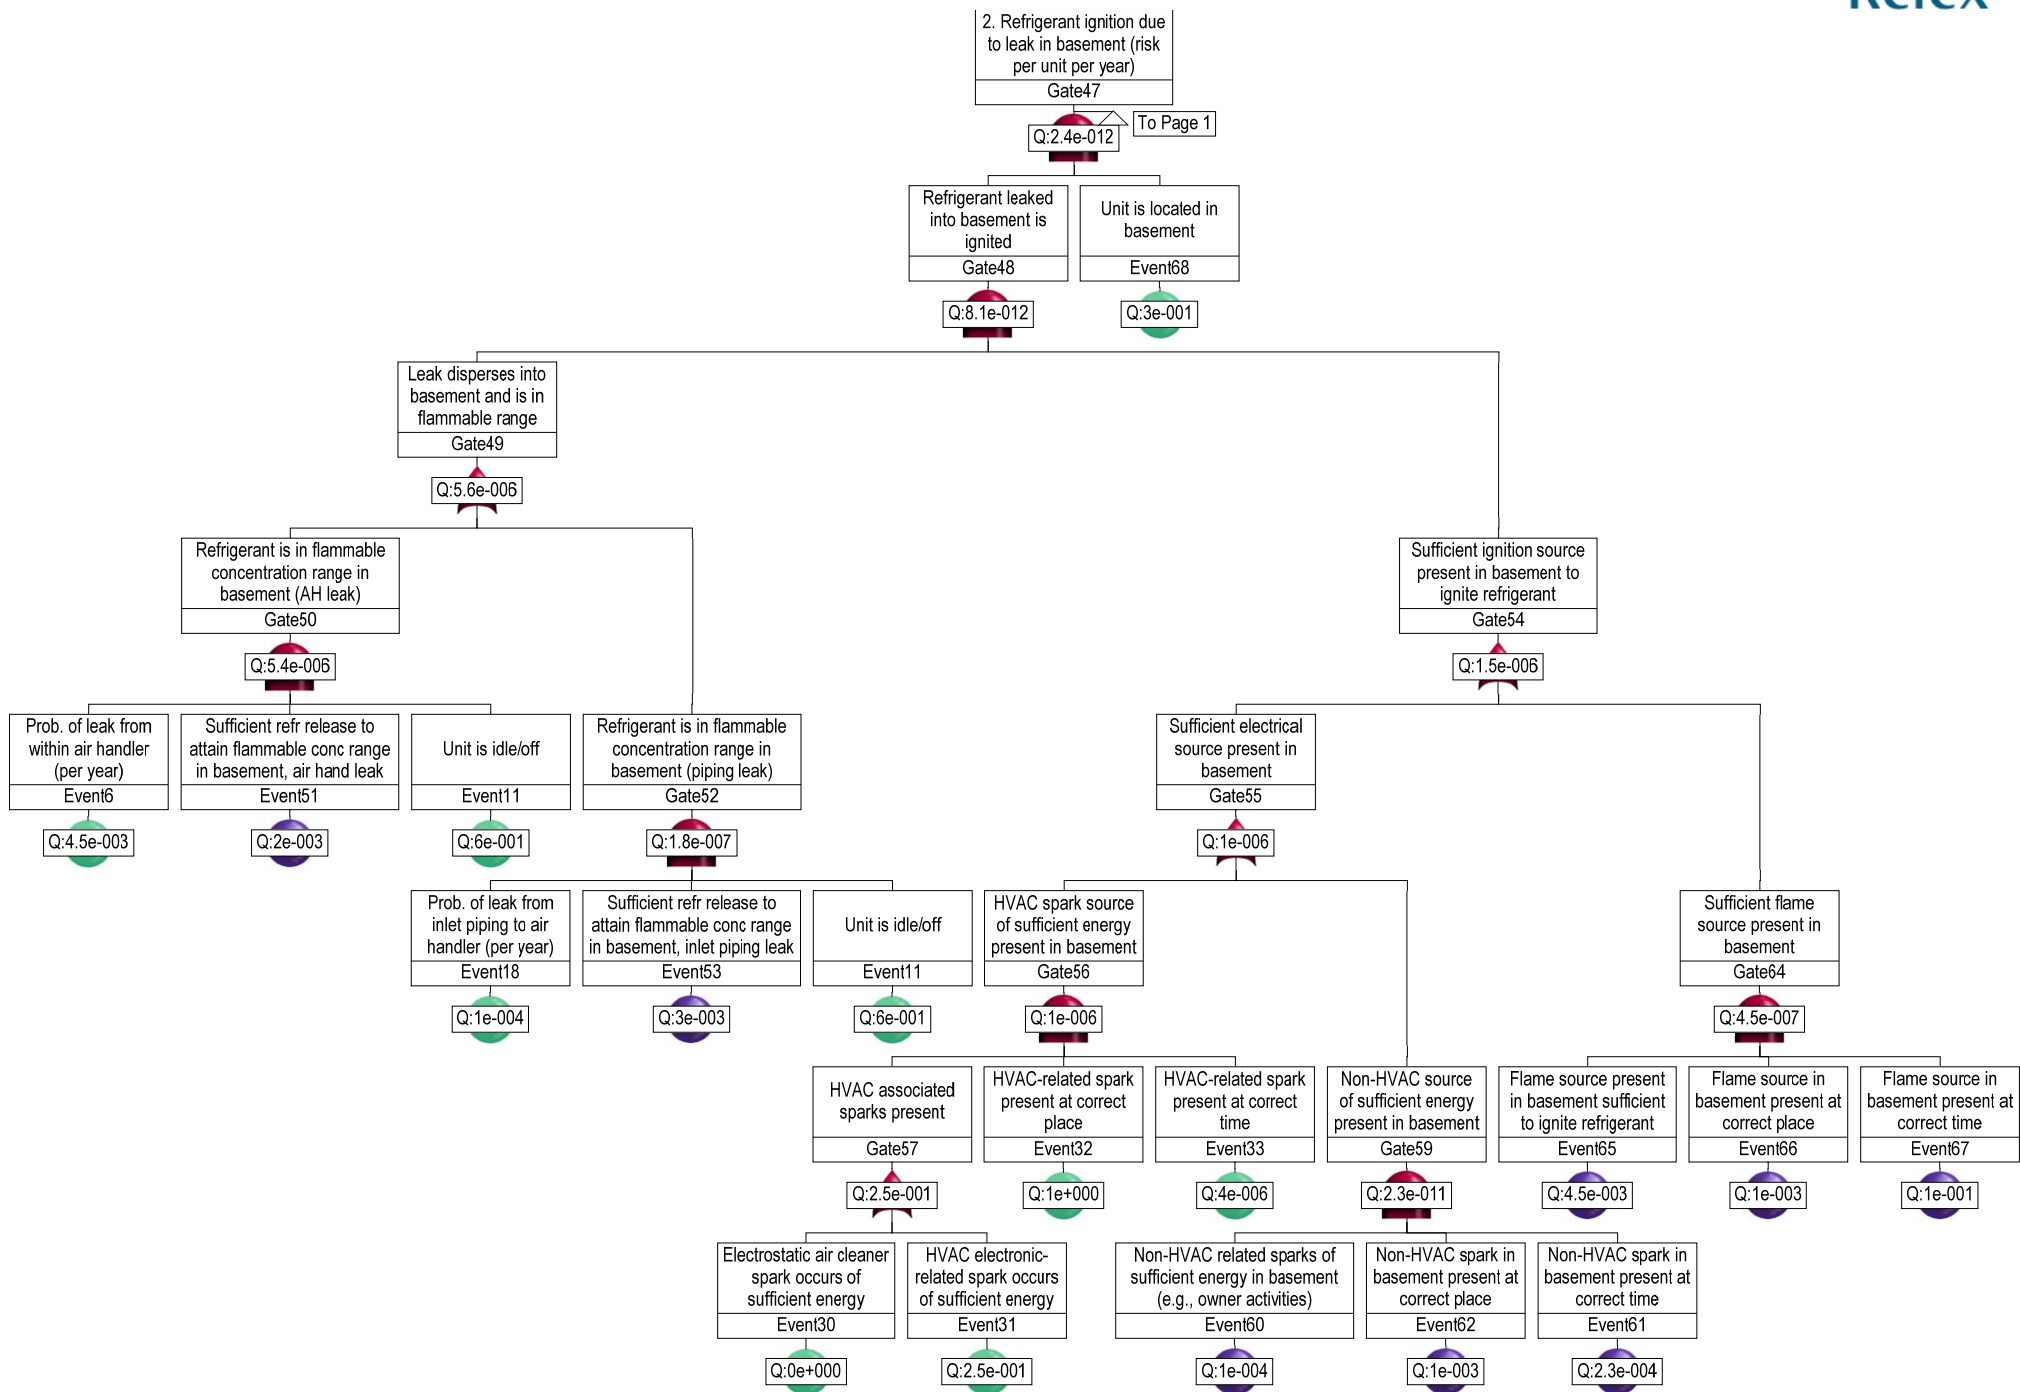 Relex
2. Refrigerant ignition due
to leak in basement (risk
per unit per year)
Gate47
To Page 1
Q:2.4e-012
Refrigerant leaked
into basement is
ignited
Gate48
Q:8.1e-012
Unit is located in
basement
Event68
Q:3e-001
Leak disperses into
basement and is in
flammable range
Gate49
Q:5.6e-006
Refrigerant is in flammable
concentration range in
basement (AH leak)
Gate50
Q:5.4e-006
Sufficient ignition source
present in basement to
ignite refrigerant
Gate54
Q:1.5e-006
Prob. of leak from
within air handler
(per year)
Event6
Q:4.5e-003
Sufficient refr release to
attain flammable conc range
in basement, air hand leak
Event51
Q:2e-003
Unit is idle/off
Event11
Q:6e-001
Refrigerant is in flammable
concentration range in
basement (piping leak)
Gate52
Q:1.8e-007
Sufficient electrical
source present in
basement
Gate55
Q:1e-006
Prob. of leak from
inlet piping to air
handler (per year)
Event18
Q:1e-004
Sufficient refr release to
attain flammable conc range
in basement, inlet piping leak
Event53
Q:3e-003
Unit is idle/off
Event11
Q:6e-001
HVAC spark source
of sufficient energy
present in basement
Gate56
Q:1e-006
Sufficient flame
source present in
basement
Gate64
Q:4.5e-007
HVAC associated
sparks present
Gate57
Q:2.5e-001
HVAC-related spark
present at correct
place
Event32
Q:1e+000
HVAC-related spark
present at correct
time
Event33
Q:4e-006
Non-HVAC source
of sufficient energy
present in basement
Gate59
Q:2.3e-011
Flame source present
in basement sufficient
to ignite refrigerant
Event65
Q:4.5e-003
Flame source in
basement present at
correct place
Event66
Q:1e-003
Flame source in
basement present at
correct time
Event67
Q:1e-001
Electrostatic air cleaner
spark occurs of
sufficient energy
Event30
Q:0e+000
HVAC electronic-
related spark occurs
of sufficient energy
Event31
Q:2.5e-001
Non-HVAC related sparks of
sufficient energy in basement
(e.g., owner activities)
Event60
Q:1e-004
Non-HVAC spark in
basement present at
correct place
Event62
Q:1e-003
Non-HVAC spark in
basement present at
correct time
Event61
Q:2.3e-004